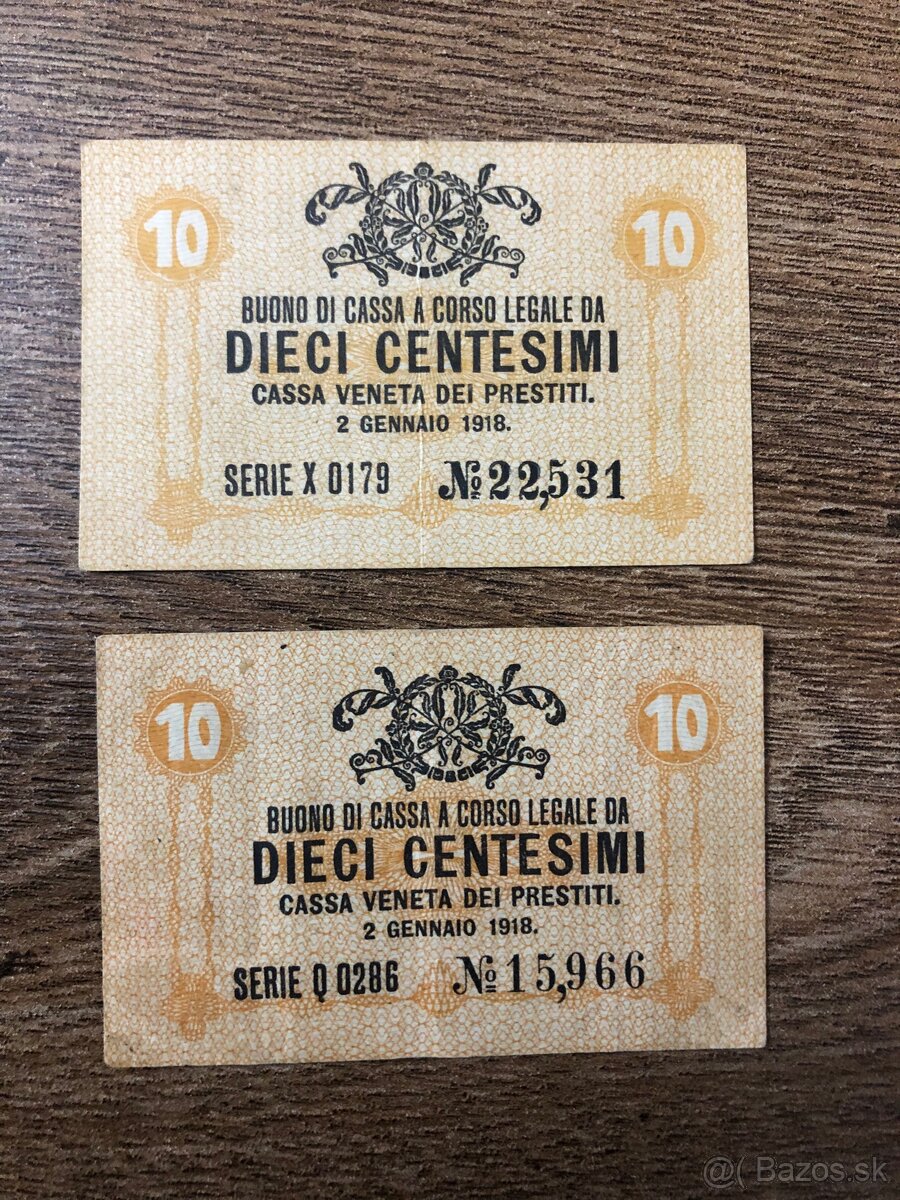 10 10
BUONO DI CASSA A CORSO LEGALE DA
DIECI CENTESIMI
CASSA VENETA DEI PRESTITI.
2 GENNAIO 1918.
SERIE X 0179 № 22,531
10 10
BUONO DI CASSA A CORSO LEGALE DA
DIECI CENTESIMI
CASSA VENETA DEI PRESTITI.
2 GENNAIO 1918.
SERIE Q 0286 № 15,966
@( Bazos.sk